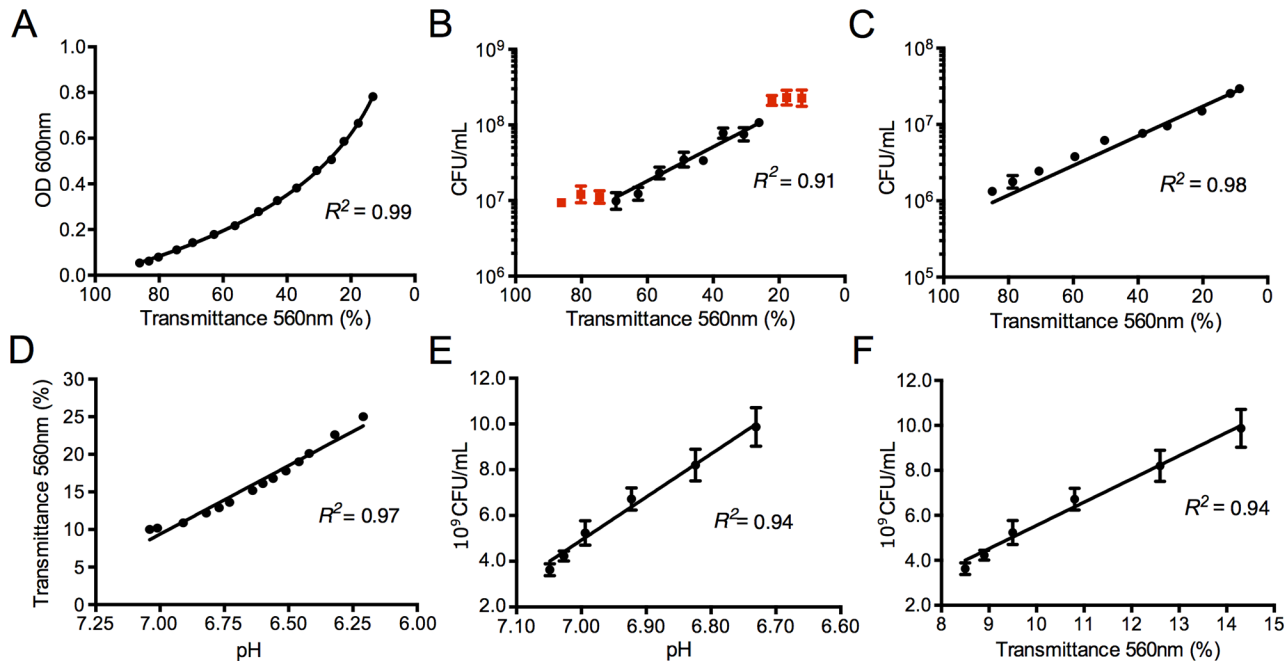 A
1.0
0.8
0.6
0.4
0.2
0.0
OD 600nm
R² = 0.99
100 80 60 40 20 0
Transmittance 560nm (%)
B
10⁹
10⁸
10⁷
10⁶
CFU/mL
R² = 0.91
100 80 60 40 20 0
Transmittance 560nm (%)
C
10⁸
10⁷
10⁶
10⁵
CFU/mL
R² = 0.98
100 80 60 40 20 0
Transmittance 560nm (%)
D
30
25
20
15
10
5
0
Transmittance 560nm (%)
R² = 0.97
7.25 7.00 6.75 6.50 6.25 6.00
pH
E
12.0
10.0
8.0
6.0
4.0
2.0
10⁹ CFU/mL
R² = 0.94
7.10 7.00 6.90 6.80 6.70 6.60
pH
F
12.0
10.0
8.0
6.0
4.0
2.0
10⁹ CFU/mL
R² = 0.94
8 9 10 11 12 13 14 15
Transmittance 560nm (%)